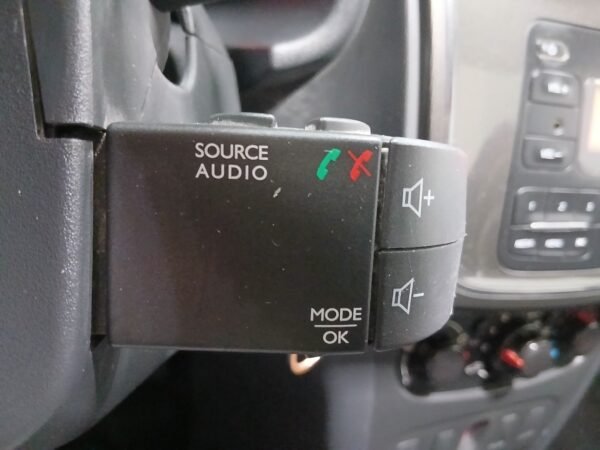 SOURCE
AUDIO
+
-
MODE
OK